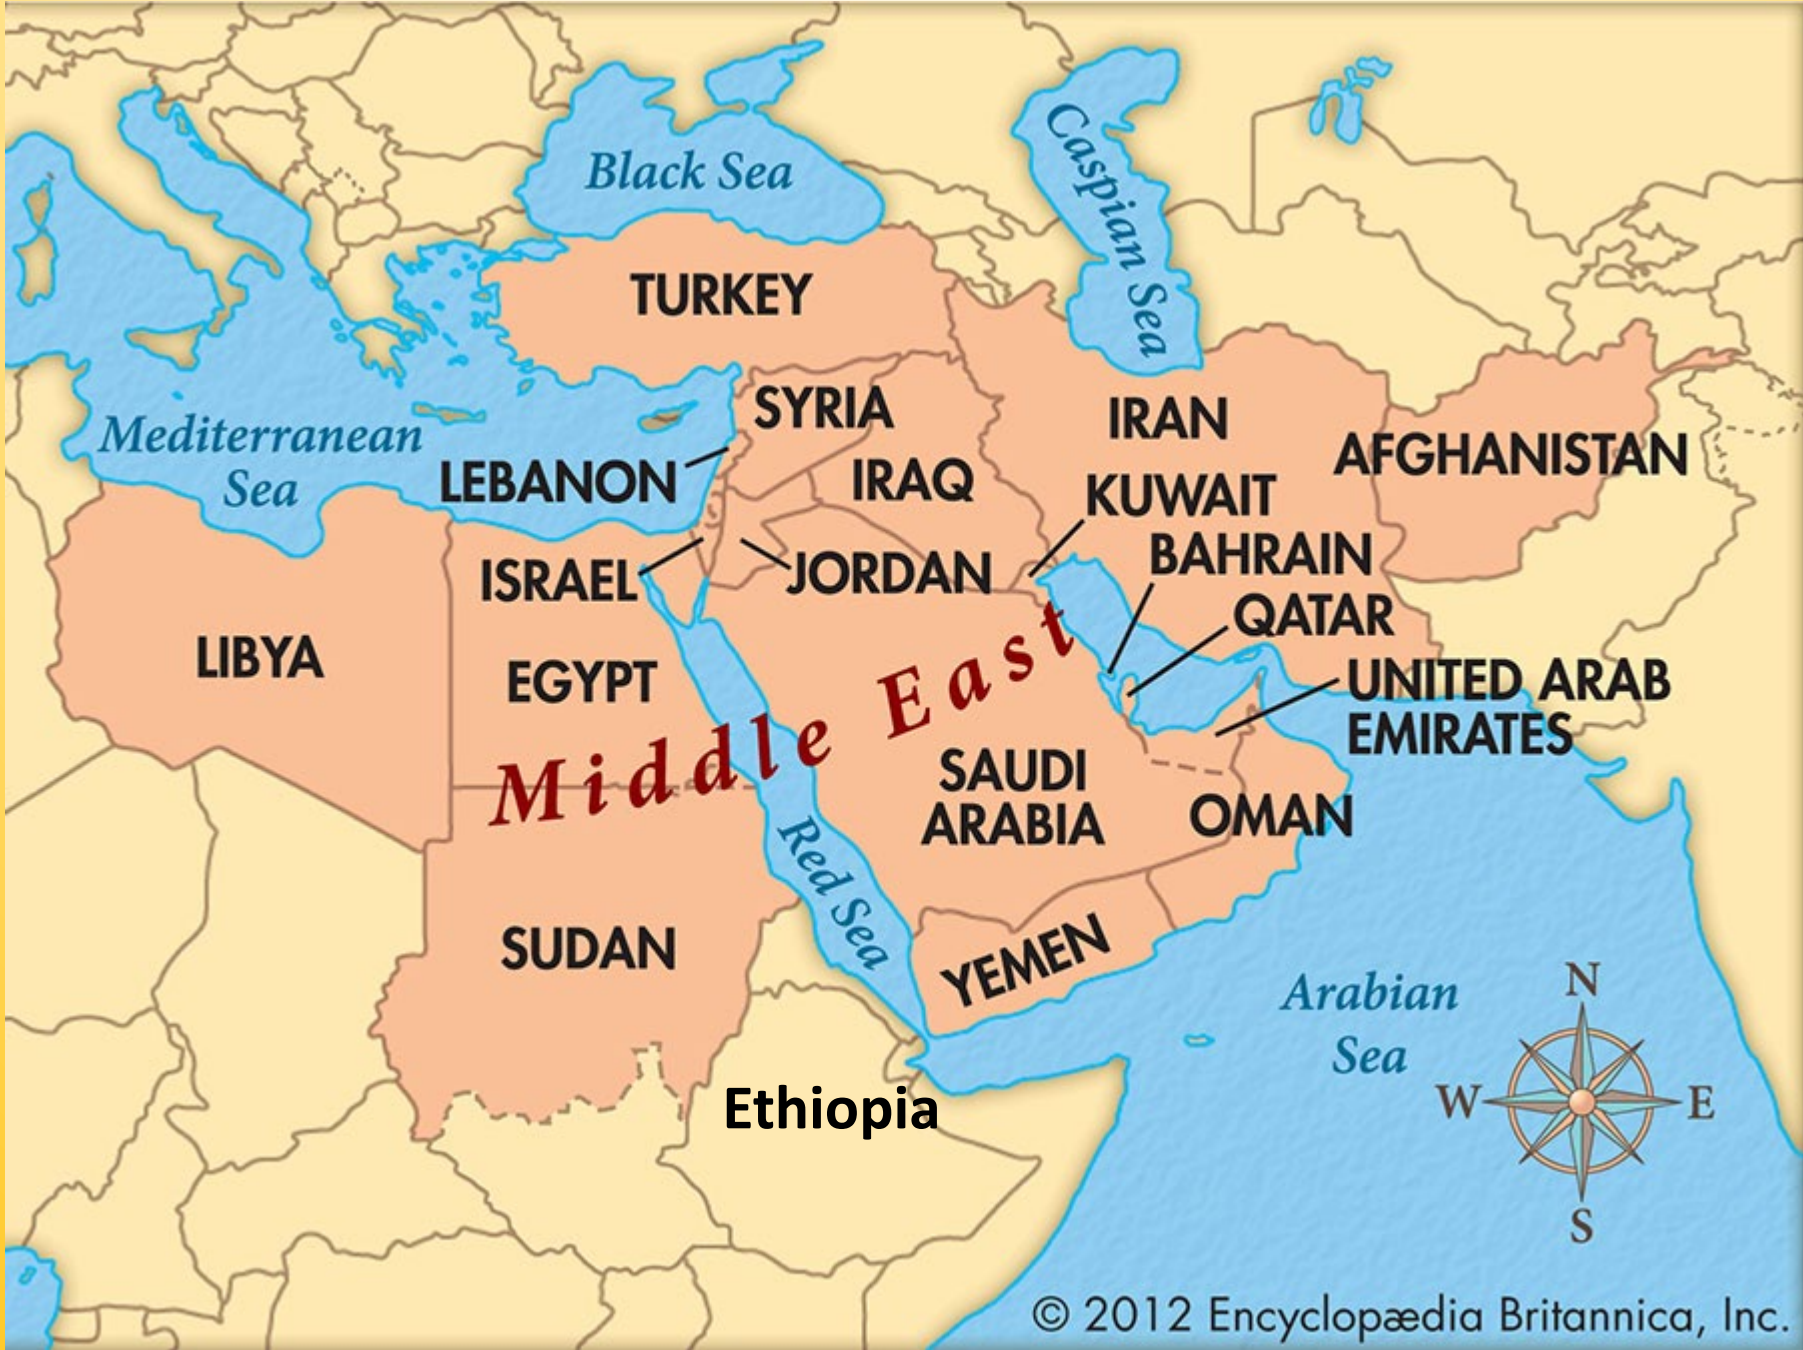 Black Sea
Caspian Sea
TURKEY
SYRIA
IRAN
Mediterranean
Sea
AFGHANISTAN
LEBANON
IRAQ
KUWAIT
BAHRAIN
ISRAEL
JORDAN
QATAR
LIBYA
EGYPT
UNITED ARAB
EMIRATES
Middle East
SAUDI
ARABIA
OMAN
Red Sea
SUDAN
YEMEN
Arabian
Sea
N
W
E
S
Ethiopia
© 2012 Encyclopædia Britannica, Inc.